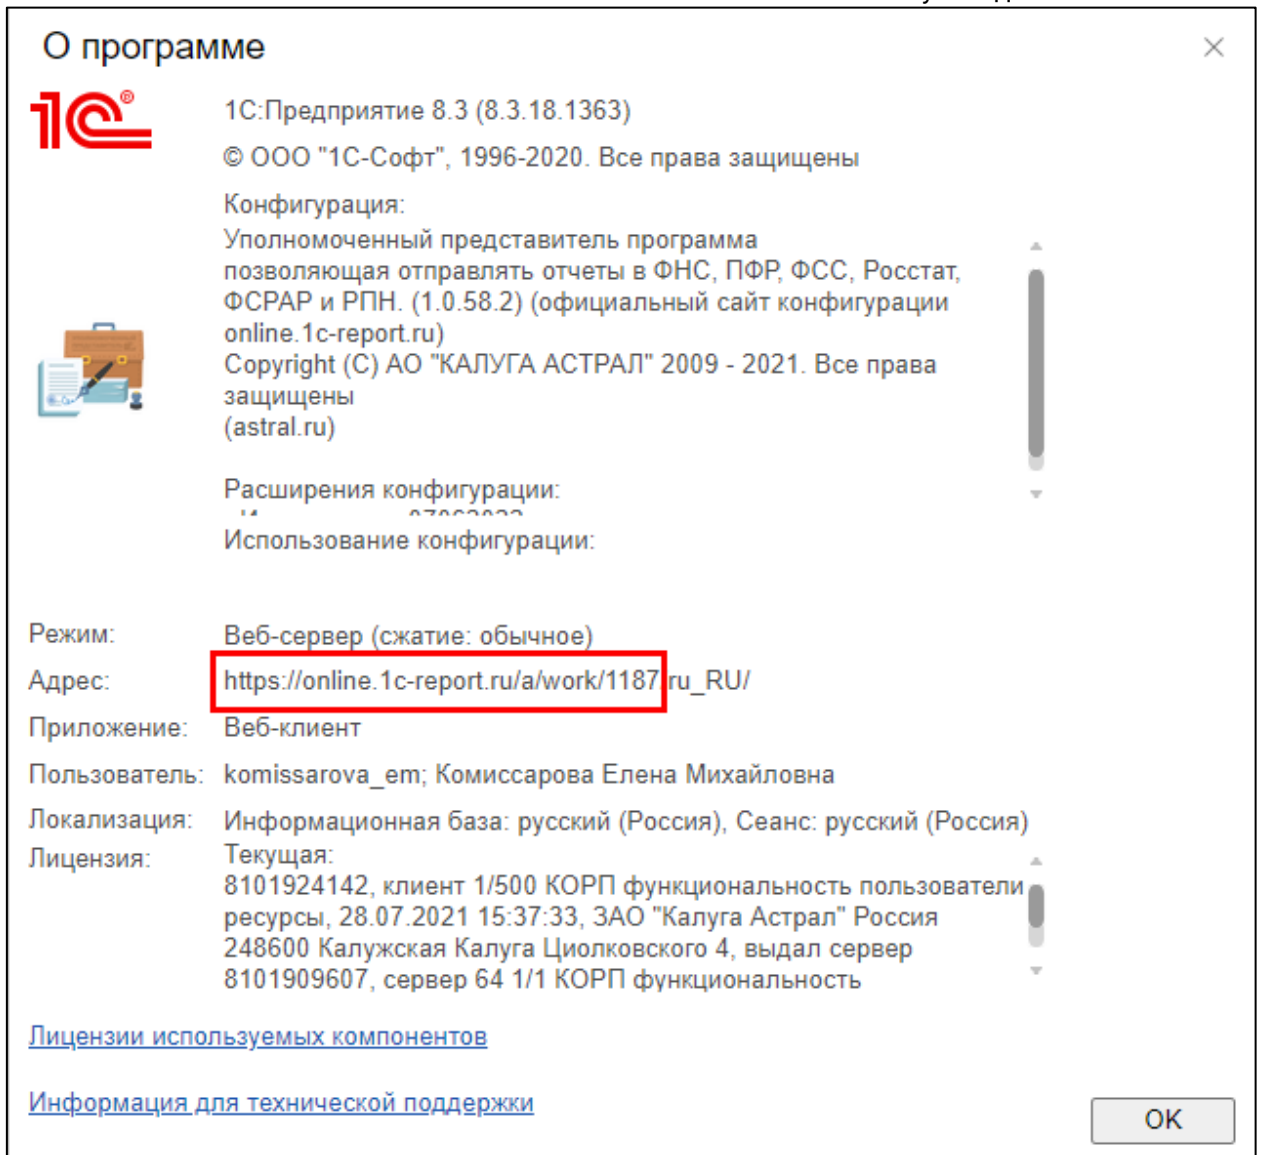 О программе
1С®
1С:Предприятие 8.3 (8.3.18.1363)
© ООО "1С-Софт", 1996-2020. Все права защищены
Конфигурация:
Уполномоченный представитель программа
позволяющая отправлять отчеты в ФНС, ПФР, ФСС, Росстат,
ФСРАР и РПН. (1.0.58.2) (официальный сайт конфигурации
online.1c-report.ru)
Copyright (C) АО "КАЛУГА АСТРАЛ" 2009 - 2021. Все права
защищены
(astral.ru)
Расширения конфигурации:
Использование конфигурации:
Режим: Веб-сервер (сжатие: обычное)
Адрес: https://online.1c-report.ru/a/work/1187/ru_RU/
Приложение: Веб-клиент
Пользователь: komissarova_em; Комиссарова Елена Михайловна
Локализация: Информационная база: русский (Россия), Сеанс: русский (Россия)
Лицензия: Текущая:
8101924142, клиент 1/500 КОРП функциональность пользователи
ресурсы, 28.07.2021 15:37:33, ЗАО "Калуга Астрал" Россия
248600 Калужская Калуга Циолковского 4, выдал сервер
8101909607, сервер 64 1/1 КОРП функциональность
Лицензии используемых компонентов
Информация для технической поддержки
OK